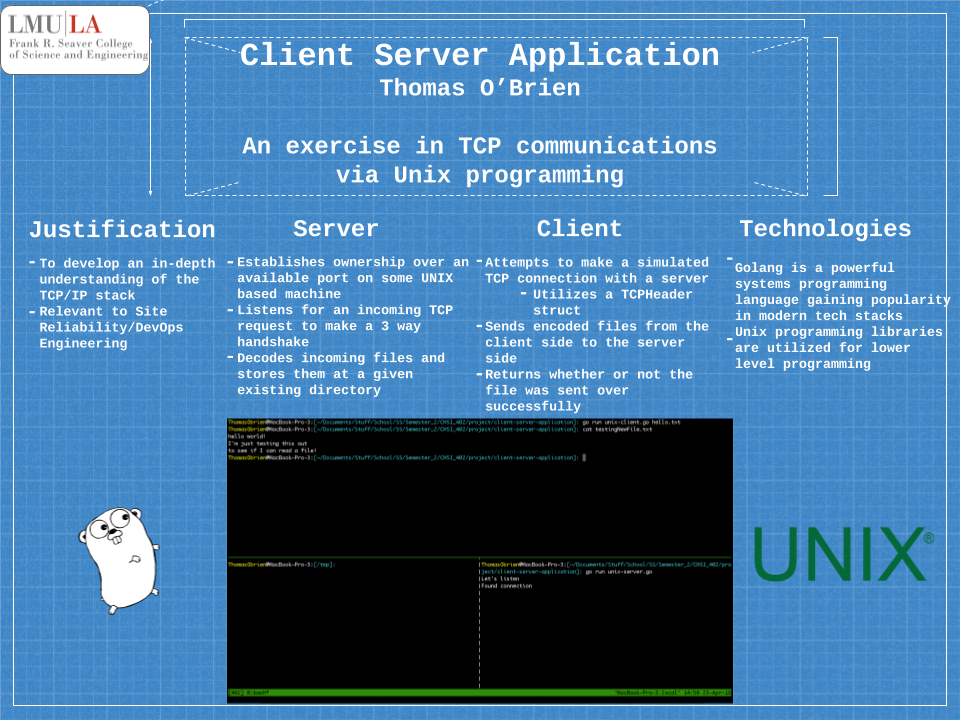 LMU|LA
Frank R. Seaver College
of Science and Engineering
Client Server Application
Thomas O’Brien
An exercise in TCP communications
via Unix programming
Justification
- To develop an in-depth
understanding of the
TCP/IP stack
- Relevant to Site
Reliability/DevOps
Engineering
Server
- Establishes ownership over an
available port on some UNIX
based machine
- Listens for an incoming TCP
request to make a 3 way
handshake
- Decodes incoming files and
stores them at a given
existing directory
Client
- Attempts to make a simulated
TCP connection with a server
- Utilizes a TCPHeader
struct
- Sends encoded files from the
client side to the server
side
- Returns whether or not the
file was sent over
successfully
Technologies
- Golang is a powerful
systems programming
language gaining popularity
in modern tech stacks
- Unix programming libraries
are utilized for lower
level programming
ThomasObrien@MacBook-Pro-3:[~/Documents/Stuff/School/SS/Semester_2/CMSI_402/project/client-server-application]: go run unix-client.go hello.txt
ThomasObrien@MacBook-Pro-3:[~/Documents/Stuff/School/SS/Semester_2/CMSI_402/project/client-server-application]: cat testingNewFile.txt
hello world!
I'm just testing this out
to see if I can read a file!
ThomasObrien@MacBook-Pro-3:[~/Documents/Stuff/School/SS/Semester_2/CMSI_402/project/client-server-application]:
ThomasObrien@MacBook-Pro-3:[/tmp]:
ThomasObrien@MacBook-Pro-3:[~/Documents/Stuff/School/SS/Semester_2/CMSI_402/pro
ject/client-server-application]: go run unix-server.go
Let's listen
Found connection
[402] 0:bash* "MacBook-Pro-3.local" 14:56 23-Apr-18
UNIX®